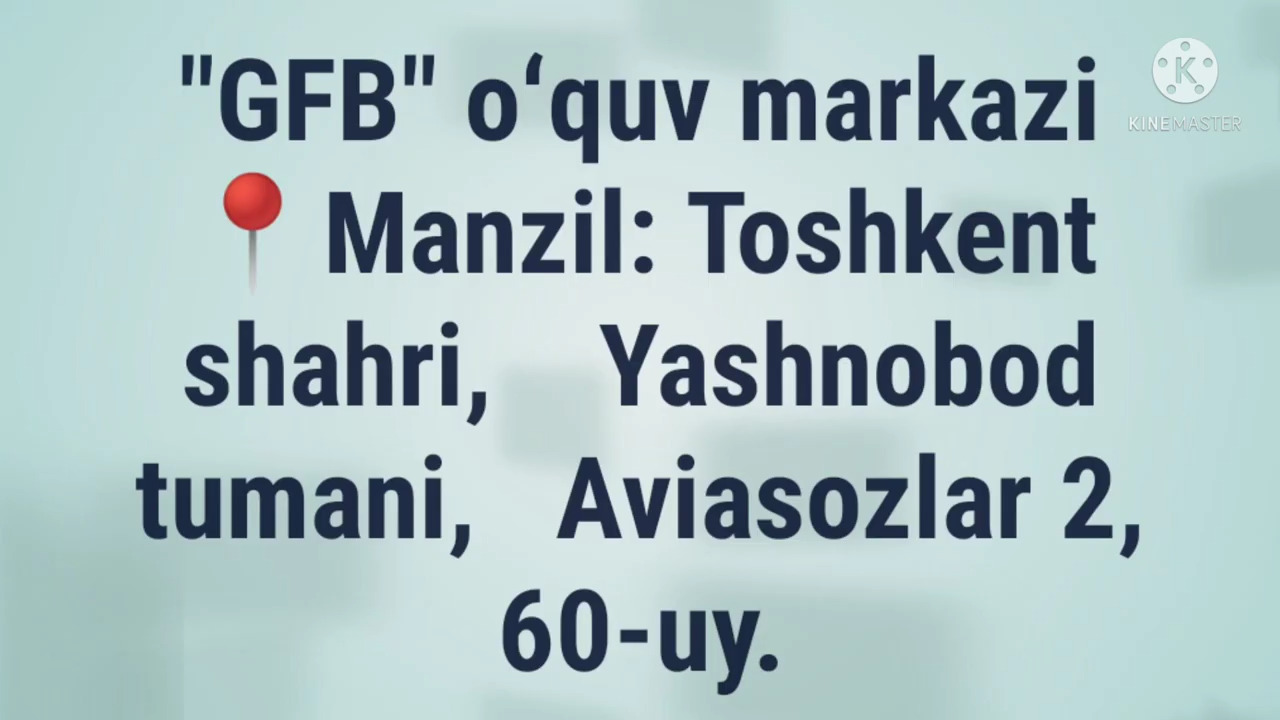 "GFB" o‘quv markazi
📍 Manzil: Toshkent
shahri, Yashnobod
tumani, Aviasozlar 2,
60-uy.
KINEMASTER